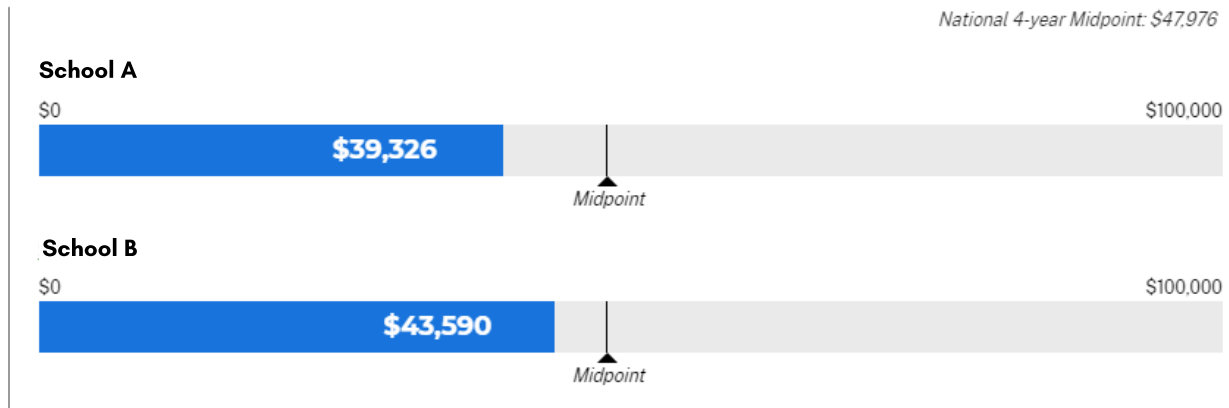 National 4-year Midpoint: $47,976
School A
$0 $100,000
$39,326
Midpoint
School B
$0 $100,000
$43,590
Midpoint